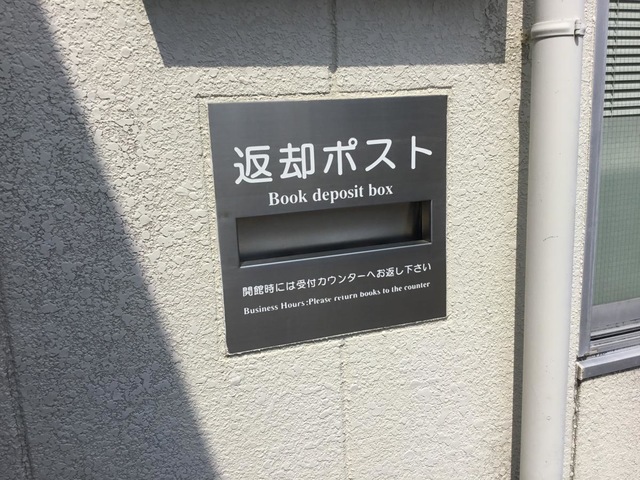 返却ポスト
Book deposit box
開館時には受付カウンターへお返し下さい
Business Hours:Please return books to the counter